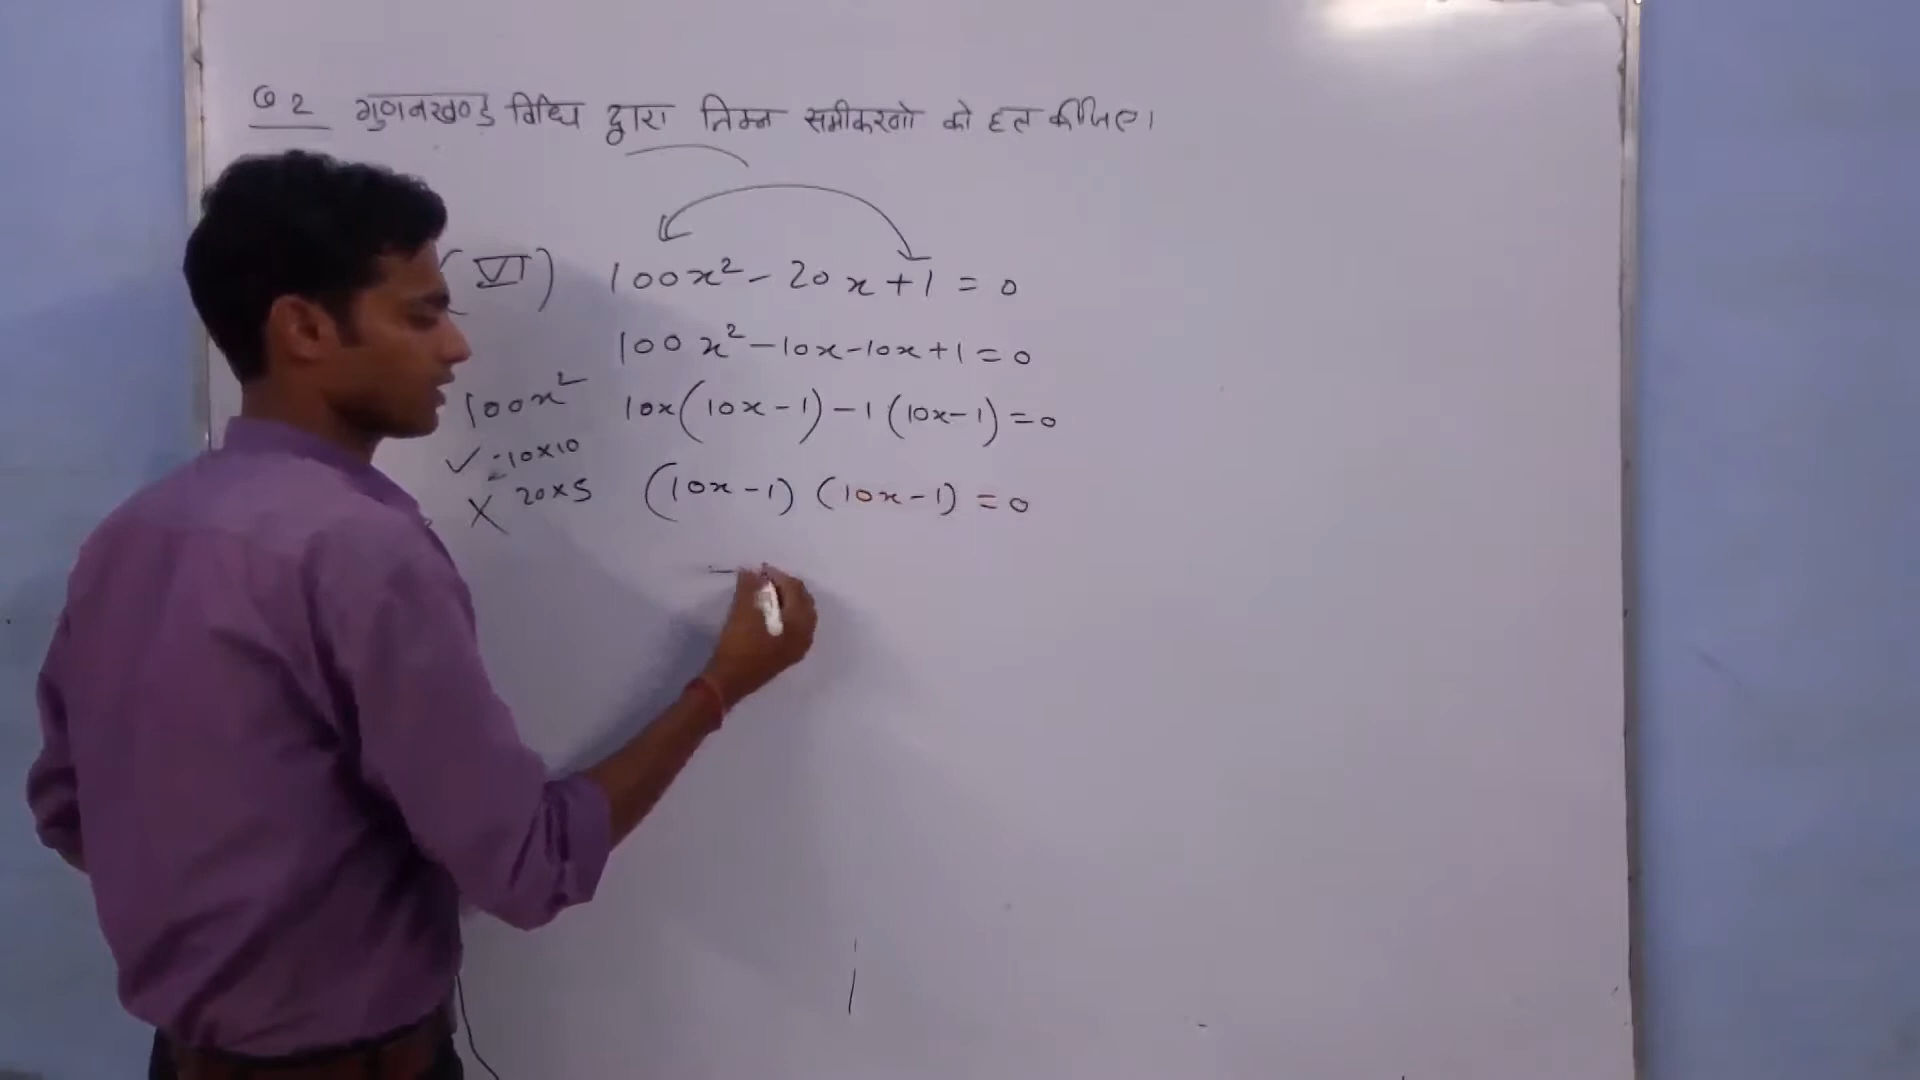 Q 2 गुणनखण्ड विधि द्वारा निम्न समीकरणो को हल कीजिए।
(VI) 100x² - 20x + 1 = 0
100x² - 10x - 10x + 1 = 0
100x²
10x(10x - 1) - 1(10x - 1) = 0
✓ 10×10
X 20×5
(10x - 1) (10x - 1) = 0